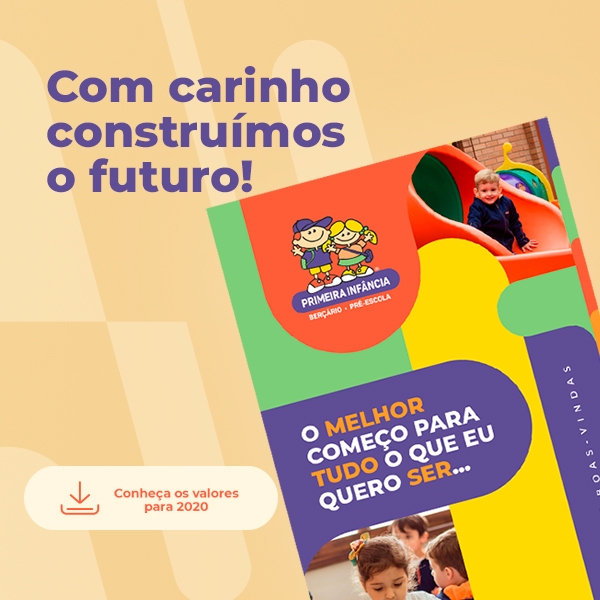 Com carinho
construímos
o futuro!
PRIMEIRA INFÂNCIA
BERÇÁRIO • PRÉ-ESCOLA
O MELHOR
COMEÇO PARA
TUDO O QUE EU
QUERO SER...
BOAS-VINDAS
Conheça os valores
para 2020